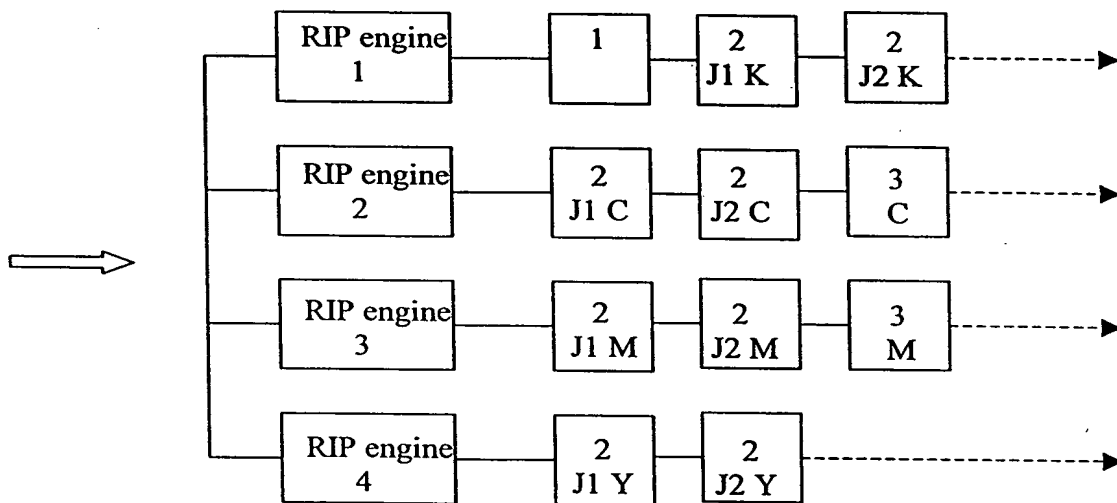 RIP engine
1
1
2
J1 K
2
J2 K
RIP engine
2
2
J1 C
2
J2 C
3
C
RIP engine
3
2
J1 M
2
J2 M
3
M
RIP engine
4
2
J1 Y
2
J2 Y